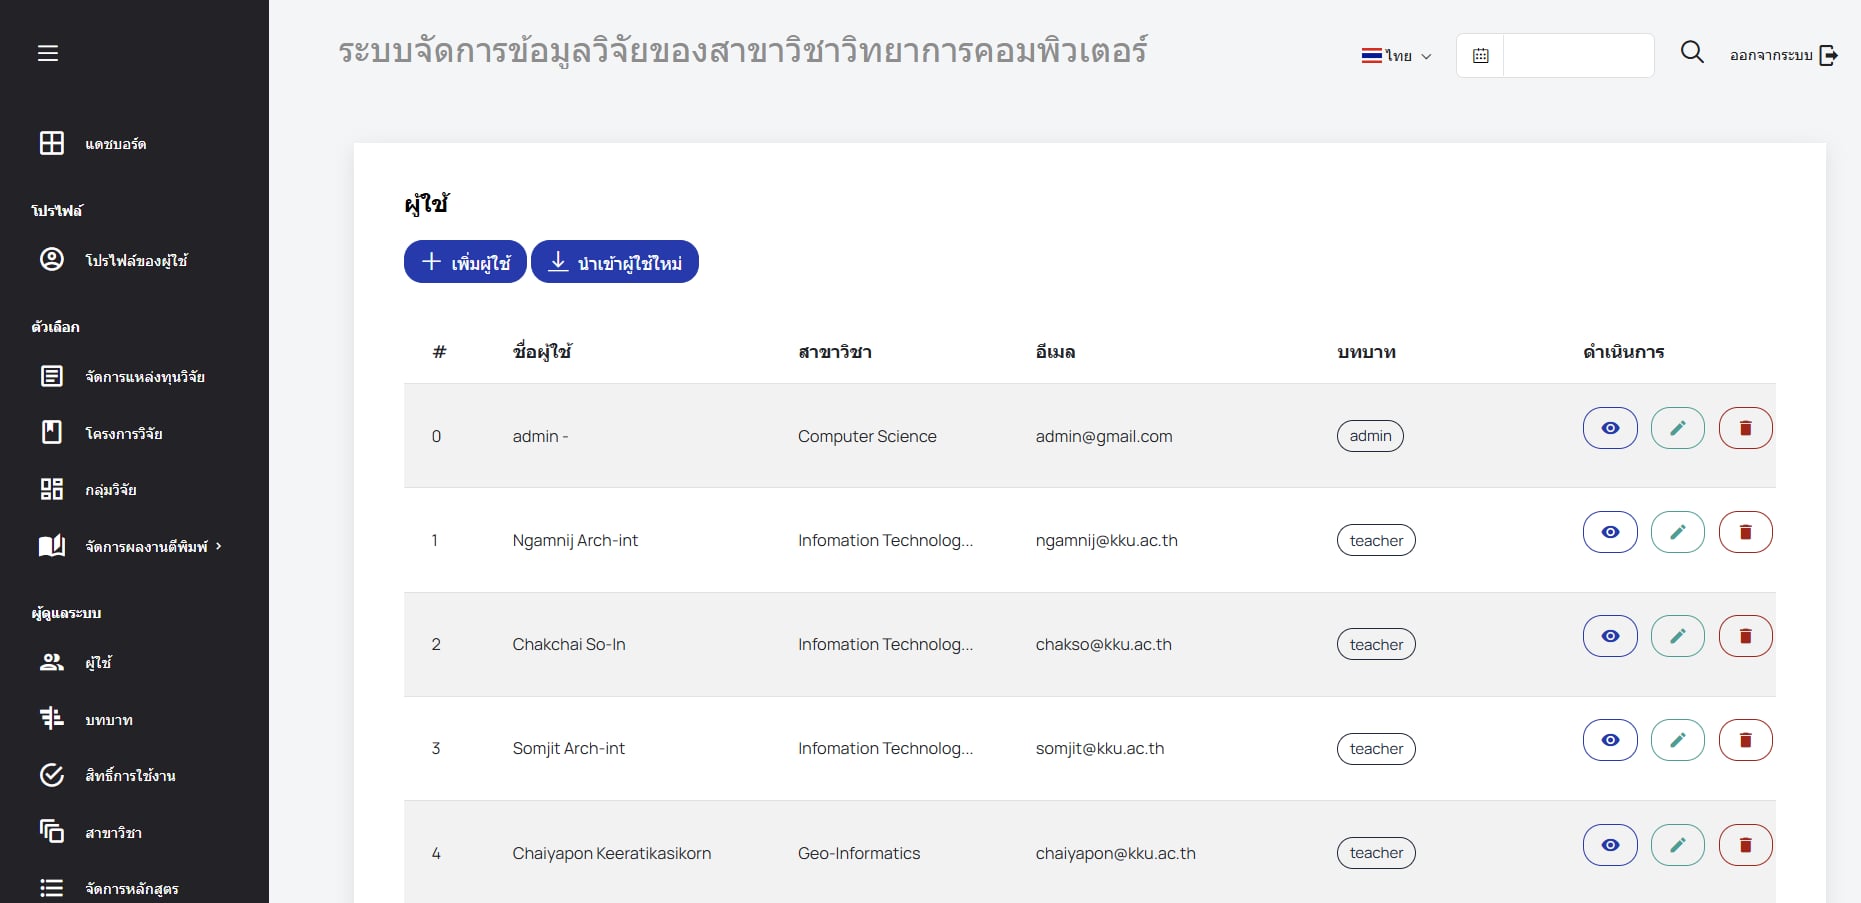 ระบบจัดการข้อมูลวิจัยของสาขาวิชาวิทยาการคอมพิวเตอร์
ไทย
ออกจากระบบ
แดชบอร์ด
โปรไฟล์
โปรไฟล์ของผู้ใช้
ตัวเลือก
จัดการแหล่งทุนวิจัย
โครงการวิจัย
กลุ่มวิจัย
จัดการผลงานตีพิมพ์
ผู้ดูแลระบบ
ผู้ใช้
บทบาท
สิทธิ์การใช้งาน
สาขาวิชา
จัดการหลักสูตร
ผู้ใช้
เพิ่มผู้ใช้ นำเข้าผู้ใช้ใหม่
# ชื่อผู้ใช้ สาขาวิชา อีเมล บทบาท ดำเนินการ
0 admin - Computer Science admin@gmail.com admin
1 Ngamnij Arch-int Infomation Technolog... ngamnij@kku.ac.th teacher
2 Chakchai So-In Infomation Technolog... chakso@kku.ac.th teacher
3 Somjit Arch-int Infomation Technolog... somjit@kku.ac.th teacher
4 Chaiyapon Keeratikasikorn Geo-Informatics chaiyapon@kku.ac.th teacher